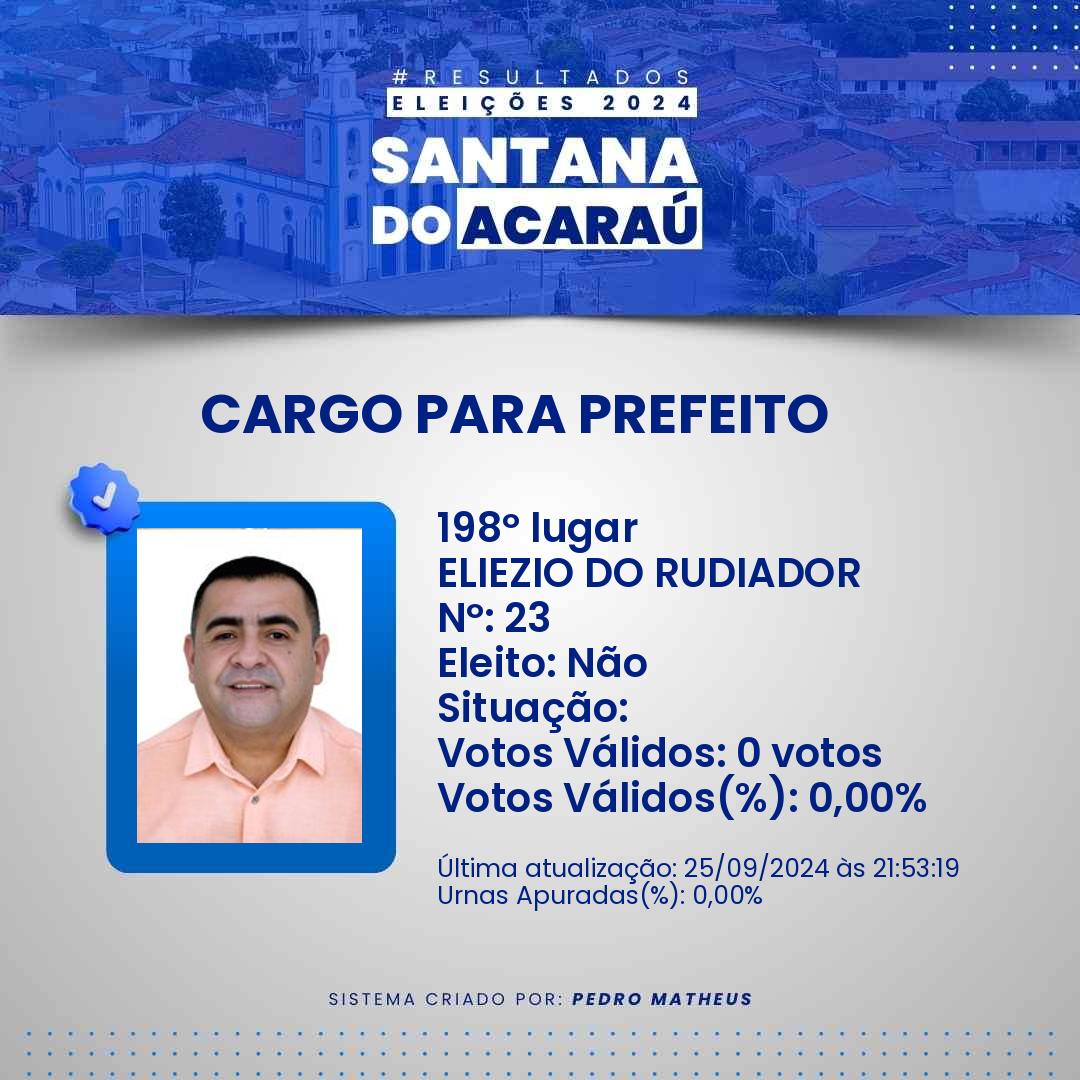 #RESULTADOS
ELEIÇÕES 2024
SANTANA
DO ACARAÚ
CARGO PARA PREFEITO
198º lugar
ELIEZIO DO RUDIADOR
Nº: 23
Eleito: Não
Situação:
Votos Válidos: 0 votos
Votos Válidos(%): 0,00%
Última atualização: 25/09/2024 às 21:53:19
Urnas Apuradas(%): 0,00%
SISTEMA CRIADO POR: PEDRO MATHEUS